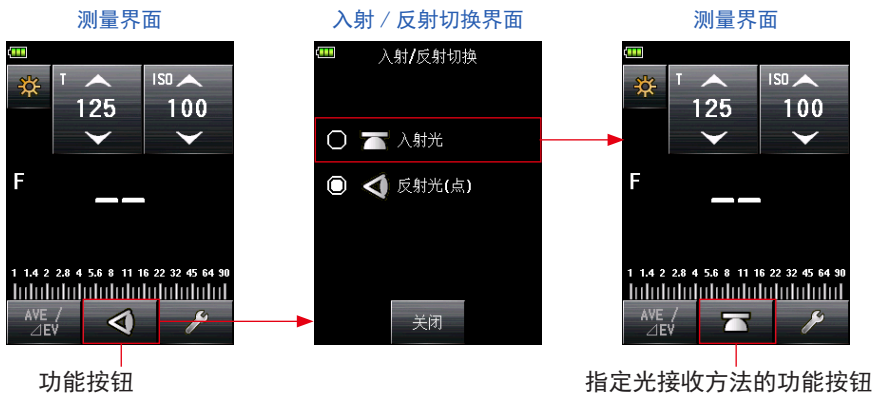 测量界面
T
125
ISO
100
F
1 1.4 2 2.8 4 5.6 8 11 16 22 32 45 64 90
AVE /
⊿EV
功能按钮
入射 / 反射切换界面
入射/反射切换
入射光
反射光(点)
关闭
测量界面
T
125
ISO
100
F
1 1.4 2 2.8 4 5.6 8 11 16 22 32 45 64 90
AVE /
⊿EV
指定光接收方法的功能按钮